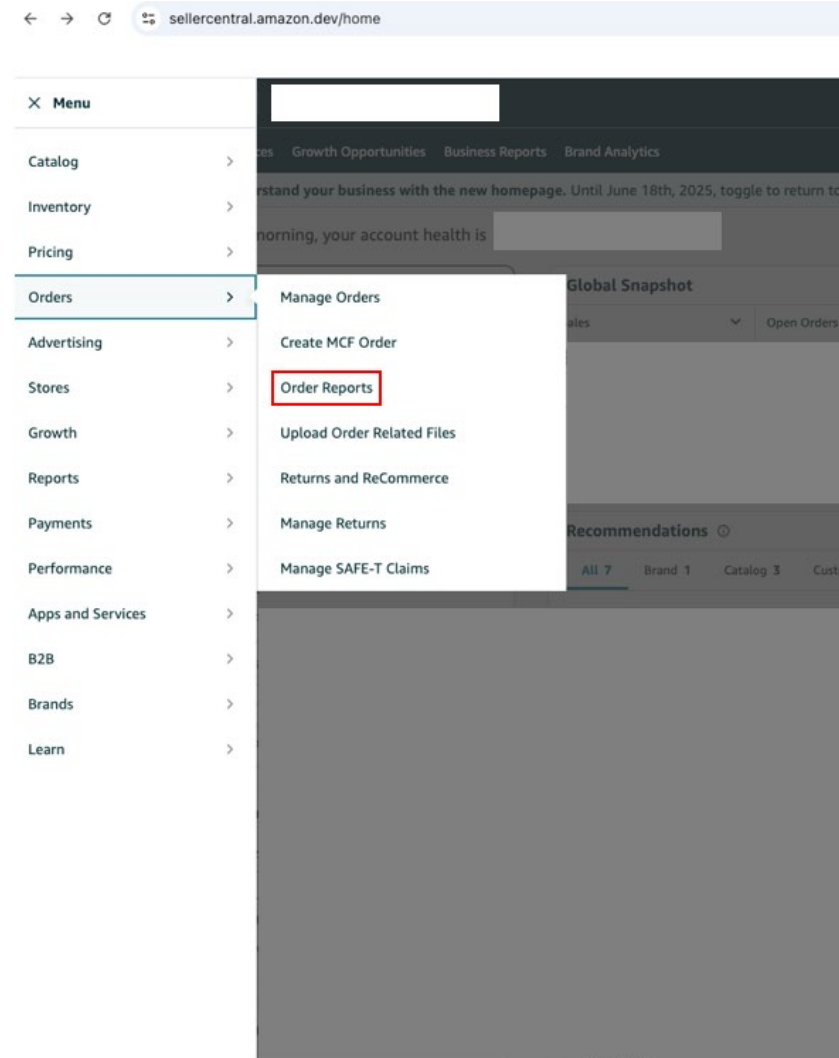 sellercentral.amazon.dev/home
Menu
ces Growth Opportunities Business Reports Brand Analytics
Catalog
rstand your business with the new homepage. Until June 18th, 2025, toggle to return to
Inventory
norning, your account health is
Pricing
Global Snapshot
Orders
Manage Orders
ales Open Orders
Advertising
Create MCF Order
Stores
Order Reports
Growth
Upload Order Related Files
Reports
Returns and ReCommerce
Payments
Manage Returns
Recommendations
Performance
Manage SAFE-T Claims
All 7 Brand 1 Catalog 3 Cust
Apps and Services
B2B
Brands
Learn